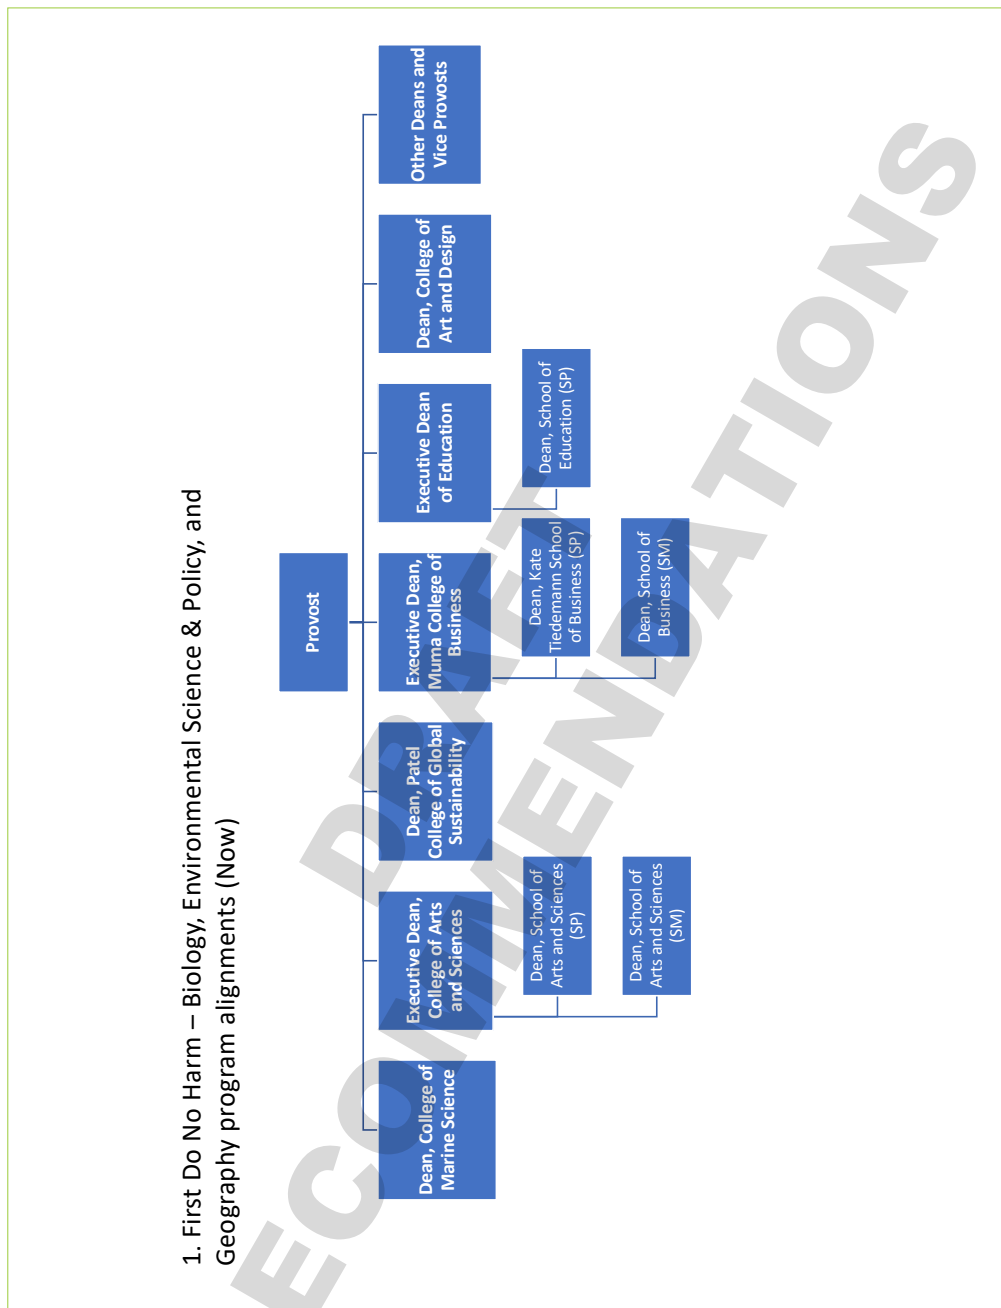 1. First Do No Harm – Biology, Environmental Science & Policy, and
Geography program alignments (Now)
Provost
Dean, College of
Marine Science
Executive Dean,
College of Arts
and Sciences
Dean, School of
Arts and Sciences
(SP)
Dean, School of
Arts and Sciences
(SM)
Dean, Patel
College of Global
Sustainability
Executive Dean,
Muma College of
Business
Dean, Kate
Tiedemann School
of Business (SP)
Dean, School of
Business (SM)
Executive Dean
of Education
Dean, School of
Education (SP)
Dean, College of
Art and Design
Other Deans and
Vice Provosts
DRAFT
ECOMMENDATIONS